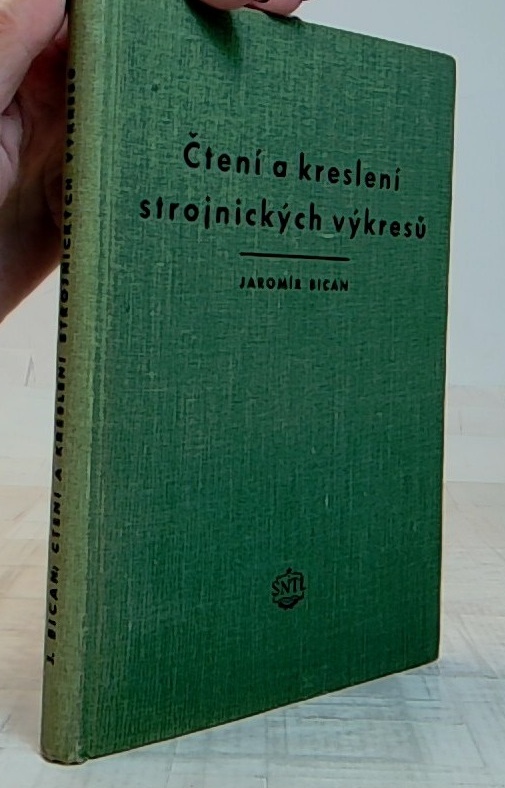 Čtení a kreslení
strojnických výkresů
JAROMÍR BICAN
SNTL
J. BICAN: ČTENÍ A KRESLENÍ STROJNICKÝCH VÝKRESŮ